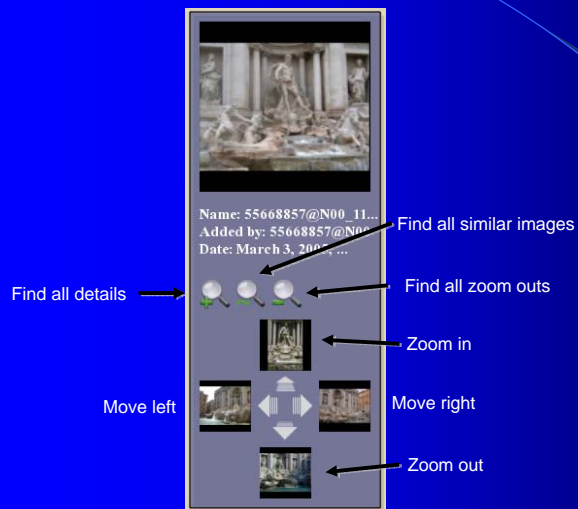 Name: 55668857@N00_11...
Added by: 55668857@N00
Date: March 3, 2005, ...
Find all similar images
Find all details
Find all zoom outs
Zoom in
Move left
Move right
Zoom out